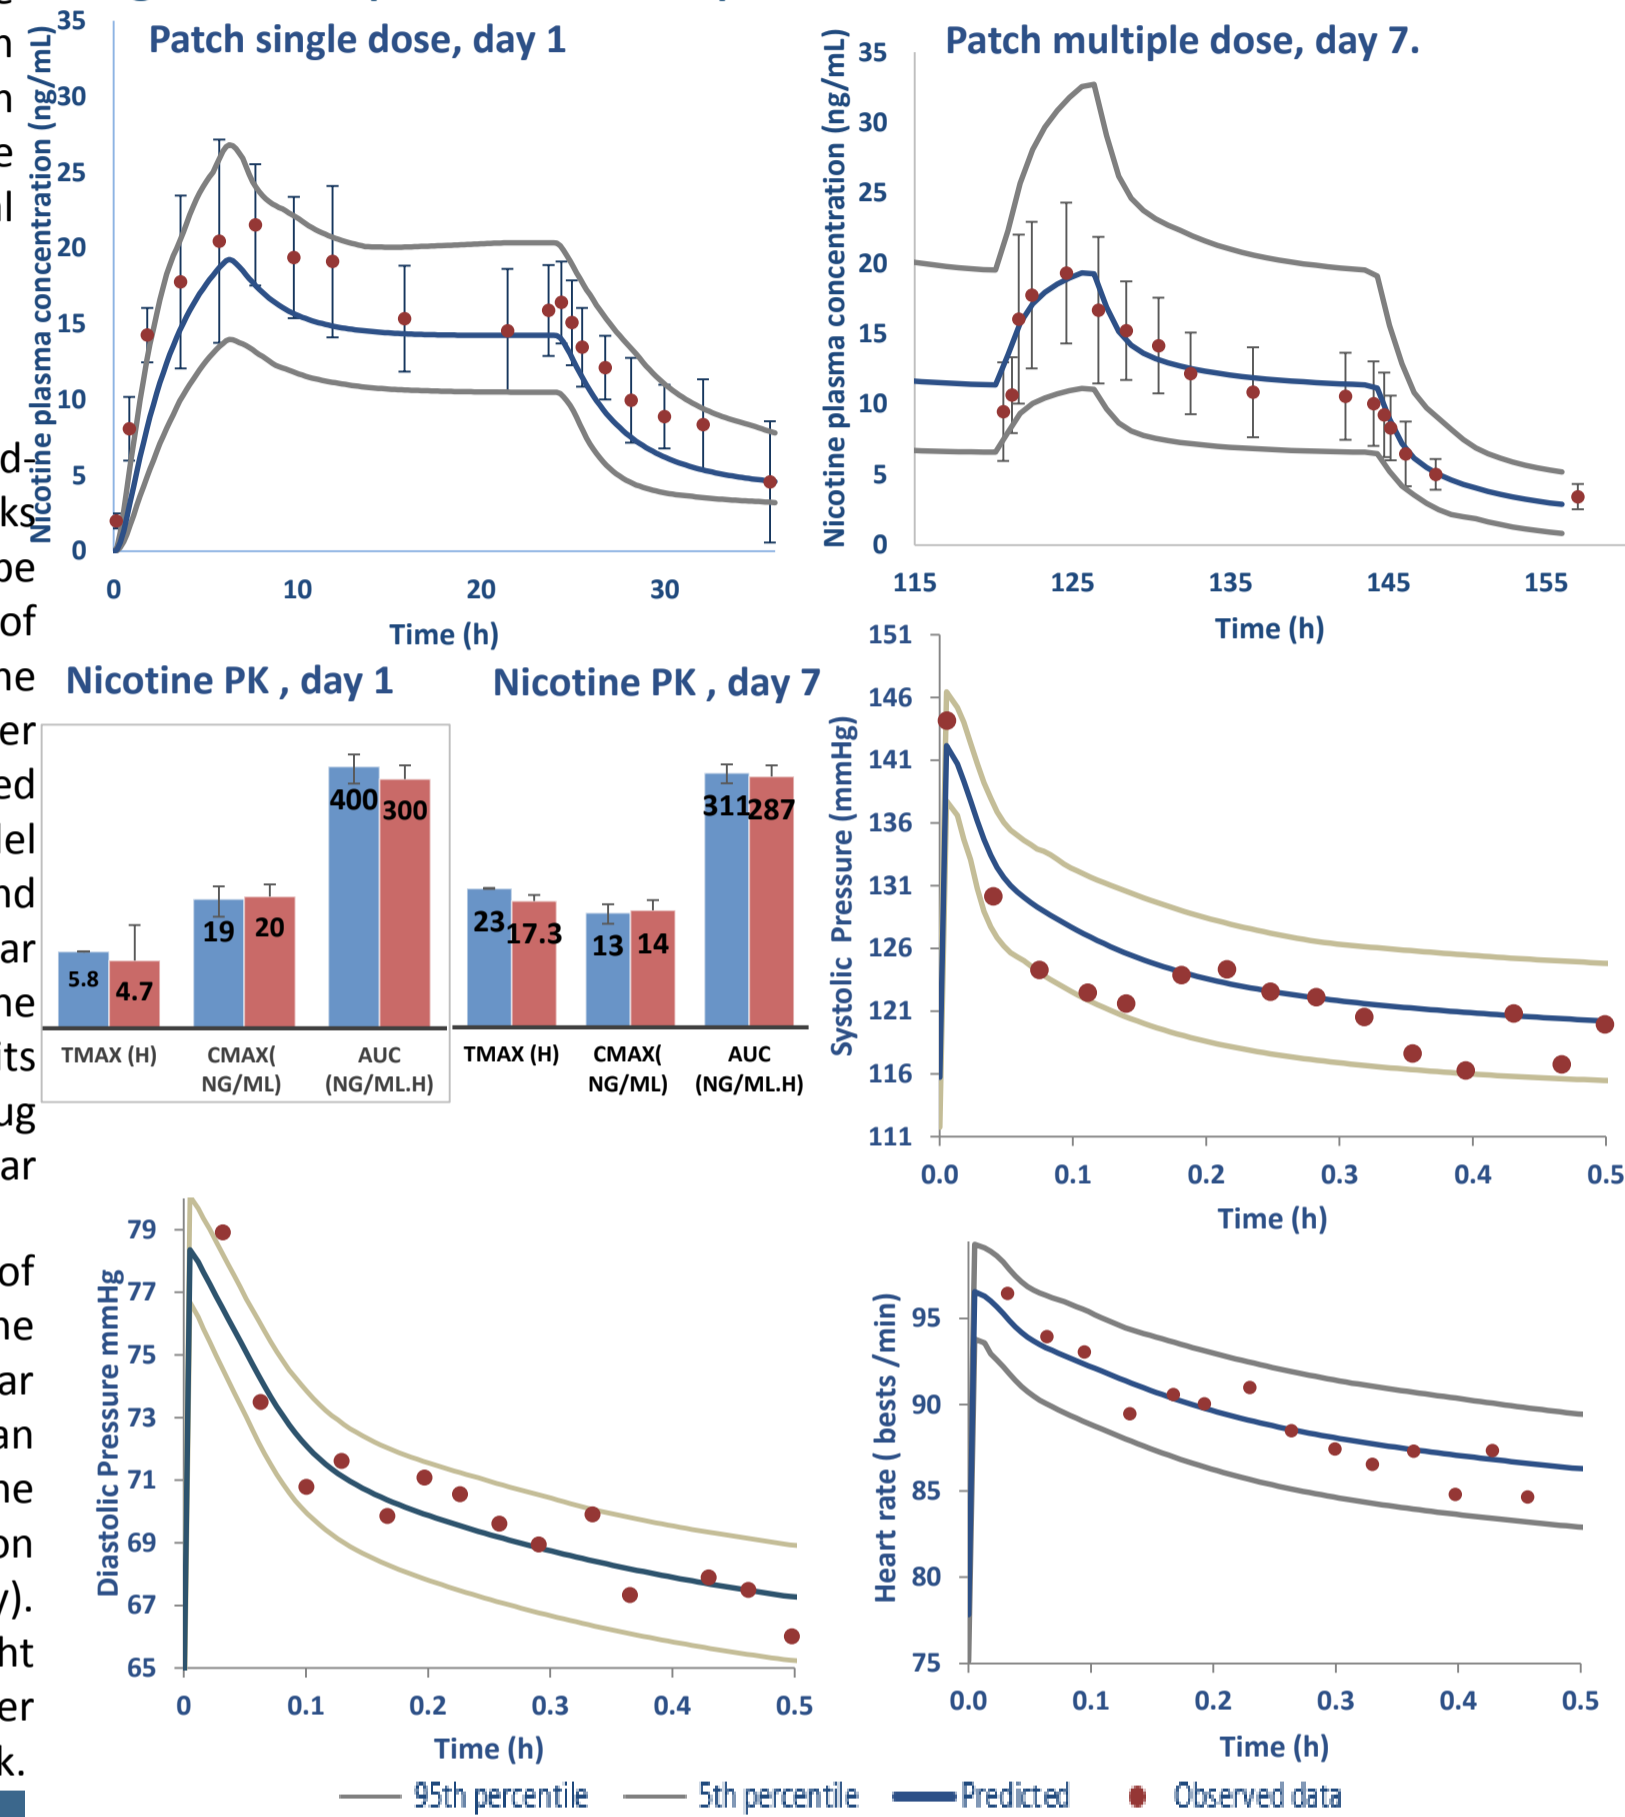 Patch single dose, day 1
Nicotine plasma concentration (ng/mL)
35
30
25
20
15
10
5
0
0 10 20 30
Time (h)
Patch multiple dose, day 7.
Nicotine plasma concentration (ng/mL)
35
30
25
20
15
10
5
0
115 125 135 145 155
Time (h)
Nicotine PK , day 1
5.8 4.7 19 20 400 300
TMAX (H) CMAX( AUC
NG/ML) (NG/ML.H)
Nicotine PK , day 7
23 17.3 13 14 311 287
TMAX (H) CMAX( AUC
NG/ML) (NG/ML.H)
Systolic Pressure (mmHg)
151
146
141
136
131
126
121
116
111
0.0 0.1 0.2 0.3 0.4 0.5
Time (h)
Diastolic Pressure mmHg
79
77
75
73
71
69
67
65
0 0.1 0.2 0.3 0.4 0.5
Time (h)
Heart rate ( bests /min)
95
90
85
80
75
0.0 0.1 0.2 0.3 0.4 0.5
Time (h)
95th percentile 5th percentile Predicted Observed data